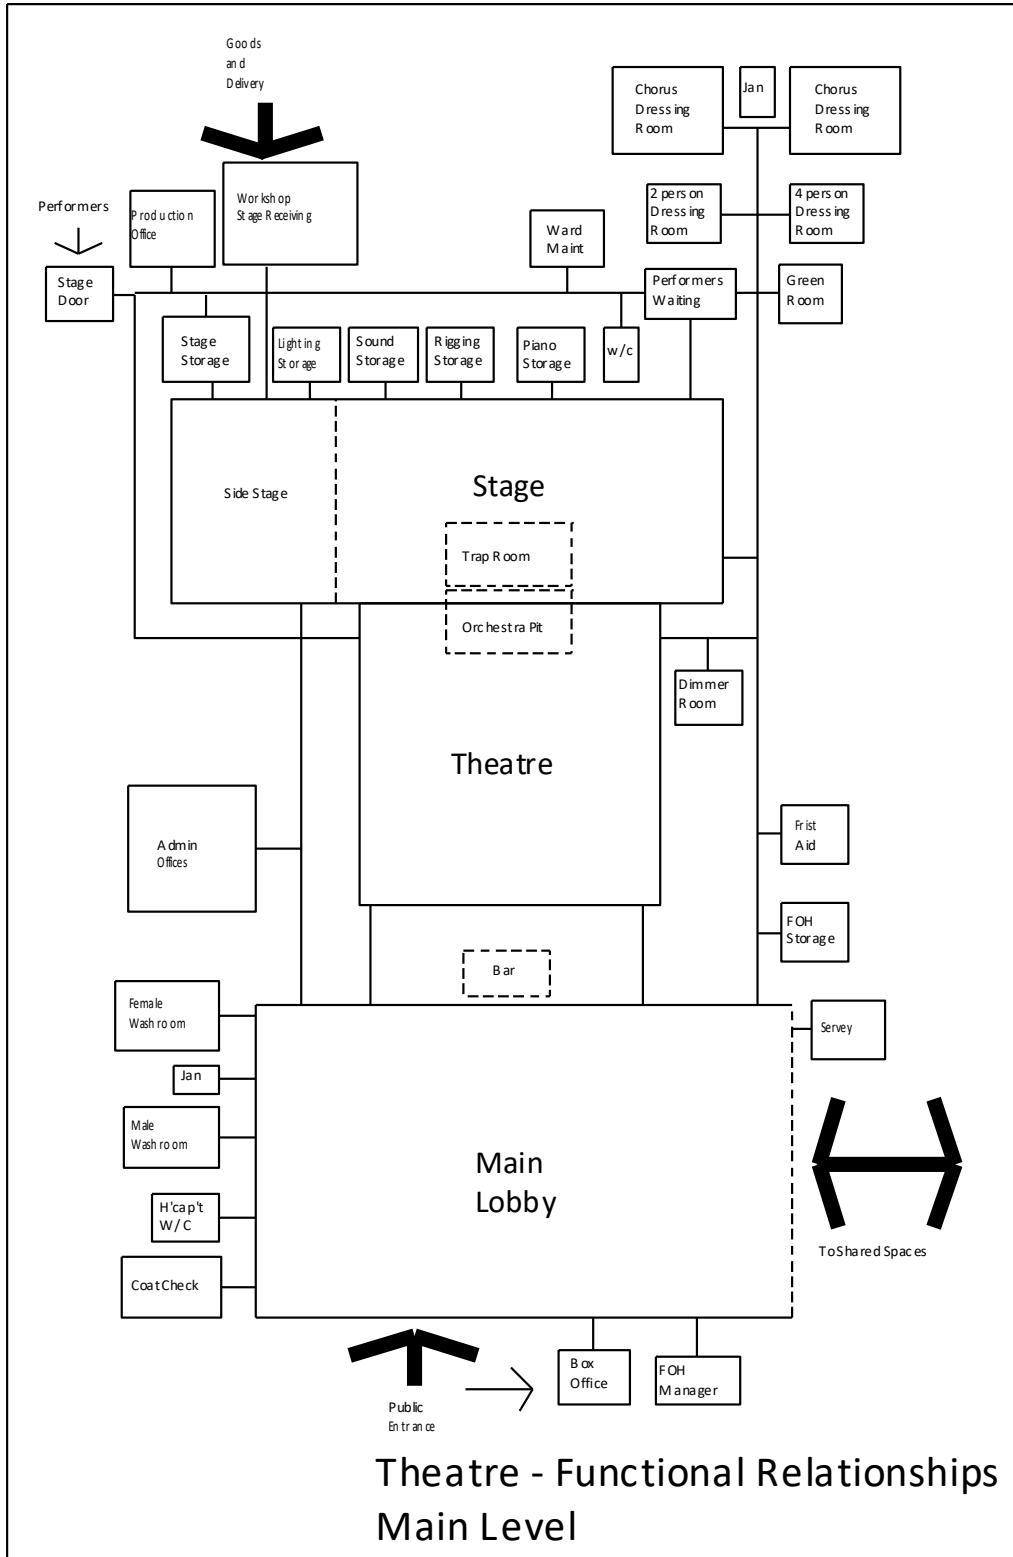 Goods
and
Delivery
Chorus
Dressing
Room
Jan
Chorus
Dressing
Room
Performers
Production
Office
Workshop
Stage Receiving
2 person
Dressing
Room
4 person
Dressing
Room
Ward
Maint
Stage
Door
Performers
Waiting
Green
Room
Stage
Storage
Lighting
Storage
Sound
Storage
Rigging
Storage
Piano
Storage
w/c
Side Stage
Stage
Trap Room
Orchestra Pit
Dimmer
Room
Theatre
Admin
Offices
Frist
Aid
FOH
Storage
Bar
Female
Washroom
Servey
Jan
Male
Washroom
Main
Lobby
H'cap't
W/C
To Shared Spaces
Coat Check
Box
Office
FOH
Manager
Public
Entrance
Theatre - Functional Relationships
Main Level